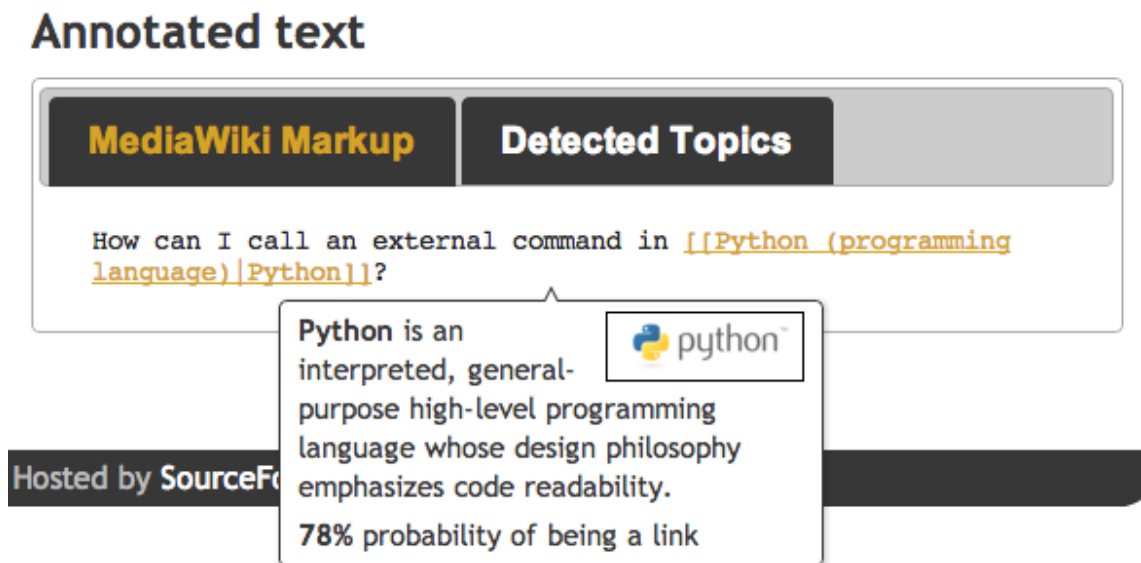 Annotated text
MediaWiki Markup
Detected Topics
How can I call an external command in [[Python (programming
language)|Python]]?
Python is an
interpreted, general-
purpose high-level programming
language whose design philosophy
emphasizes code readability.
78% probability of being a link
python™
Hosted by SourceFo